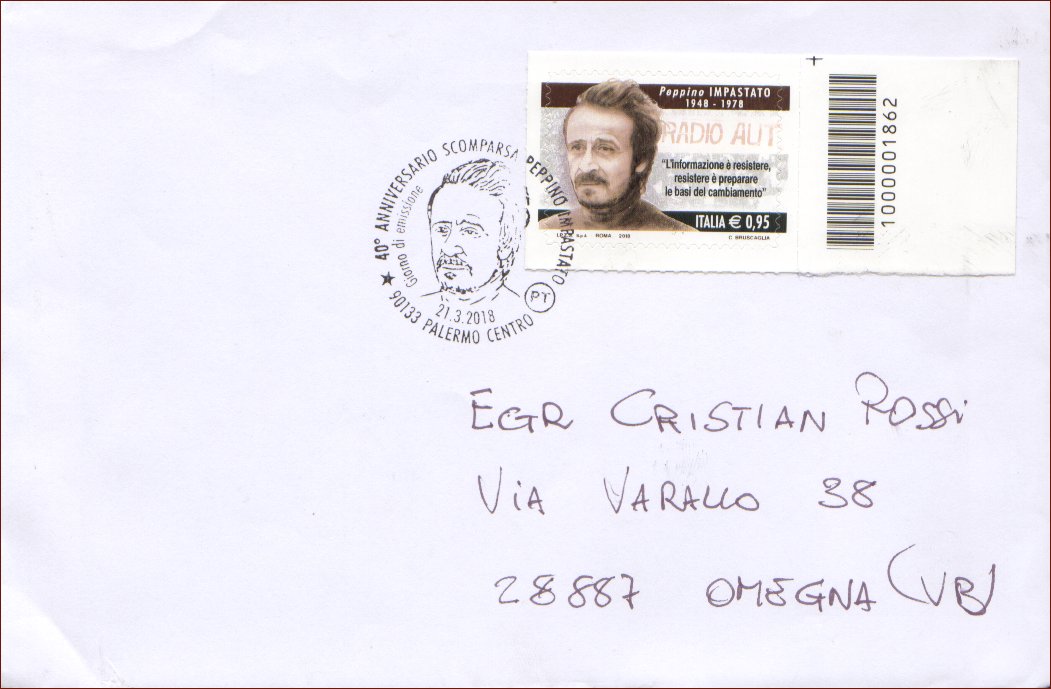 Peppino IMPASTATO
1948 - 1978
RADIO AUT
"L'informazione è resistere,
resistere è preparare
le basi del cambiamento"
ITALIA € 0,95
I.P.Z.S. S.p.A. ROMA 2018
C. BRUSCAGLIA
1000001862
★ 40° ANNIVERSARIO SCOMPARSA PEPPINO IMPASTATO
Giorno di emissione
21.3.2018
PT
90133 PALERMO CENTRO
EGR CRISTIAN ROSSi
ViA VARALLO 38
28887 OMEGNA (VB)